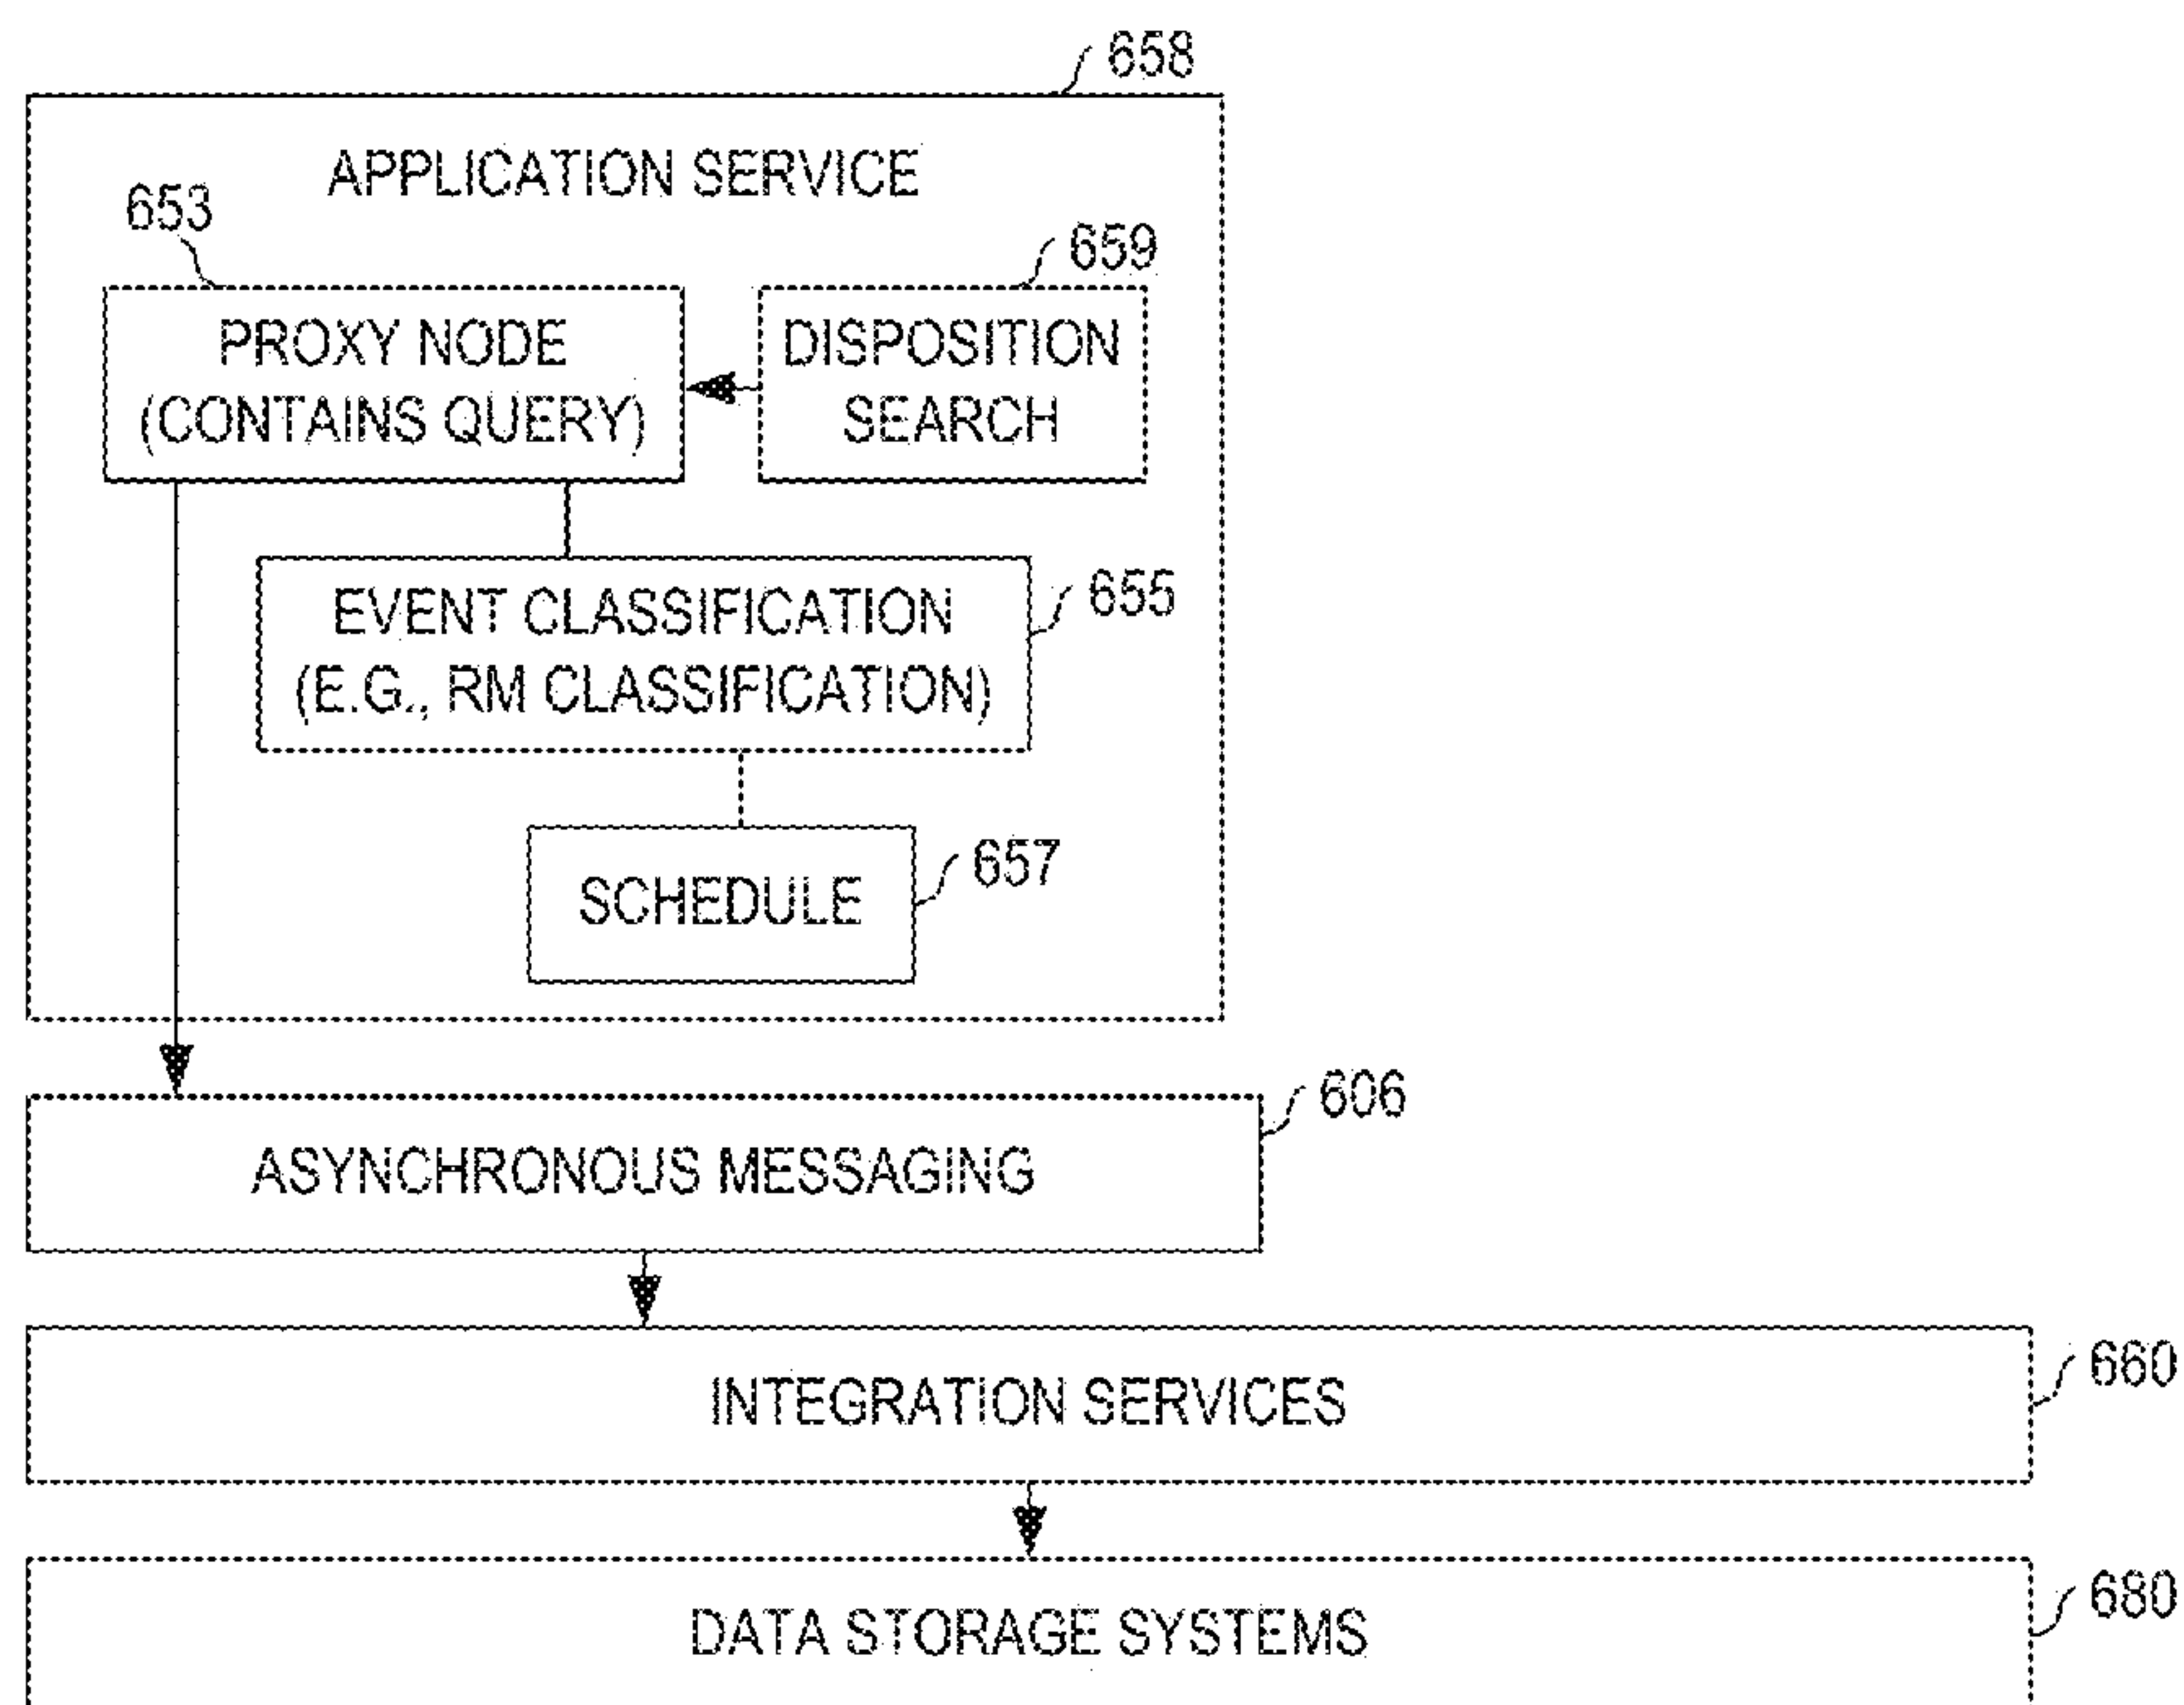 658
APPLICATION SERVICE
653
659
PROXY NODE
(CONTAINS QUERY)
DISPOSITION
SEARCH
EVENT CLASSIFICATION
(E.G., RM CLASSIFICATION)
655
SCHEDULE
657
606
ASYNCHRONOUS MESSAGING
INTEGRATION SERVICES
660
DATA STORAGE SYSTEMS
680